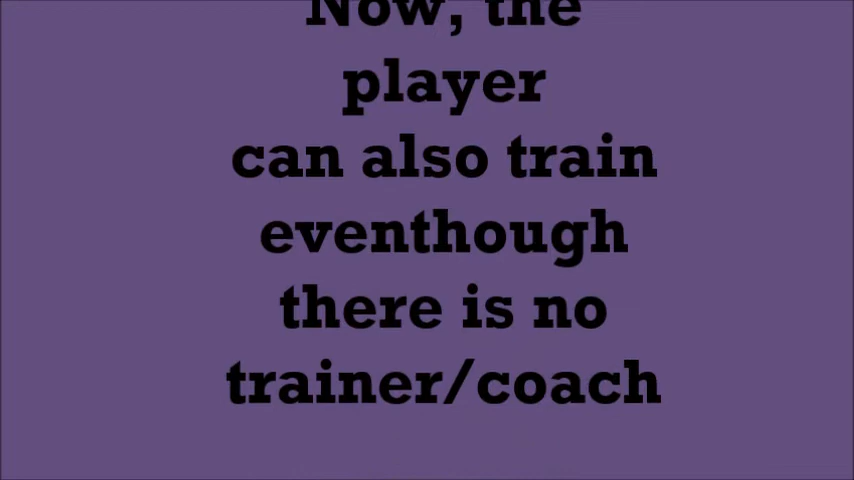 Now, the
player
can also train
eventhough
there is no
trainer/coach